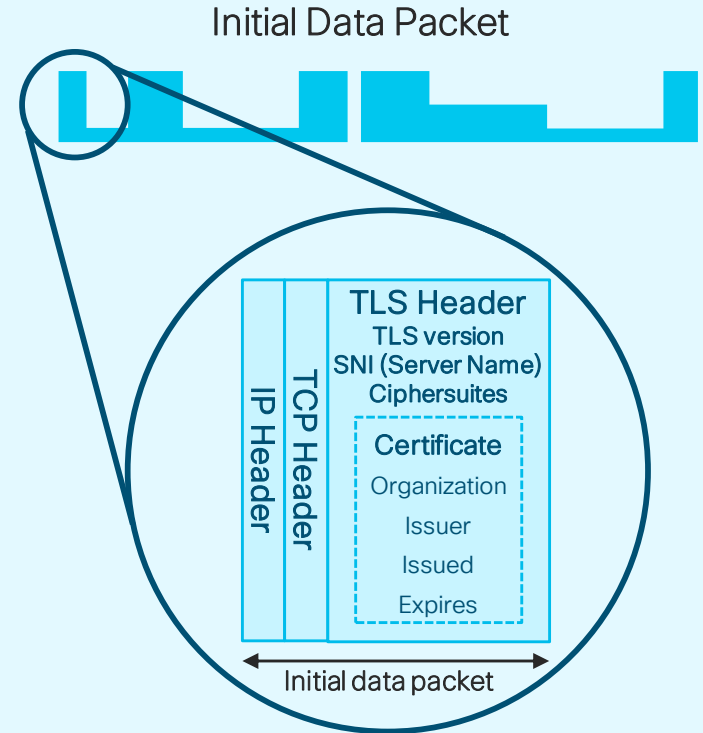 Initial Data Packet
IP Header
TCP Header
TLS Header
TLS version
SNI (Server Name)
Ciphersuites
Certificate
Organization
Issuer
Issued
Expires
Initial data packet